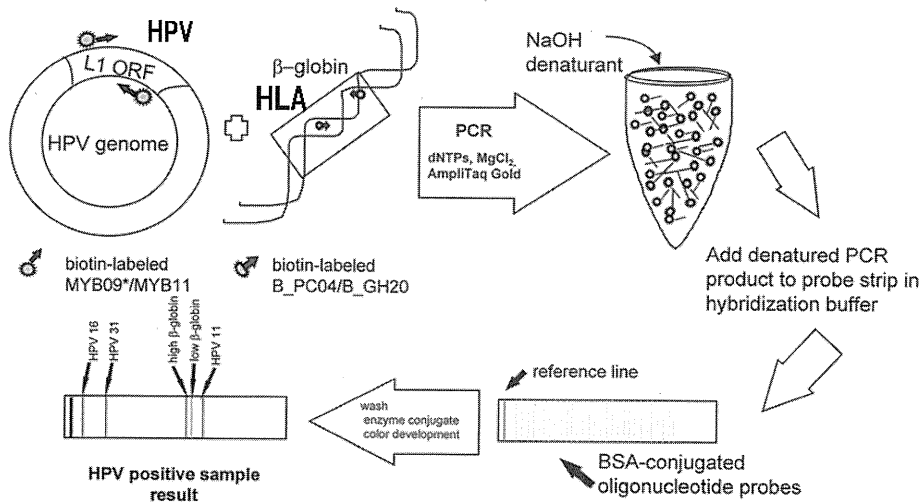 HPV
L1 ORF
HPV genome
β–globin
HLA
PCR
dNTPs, MgCl2,
AmpliTaq Gold
NaOH
denaturant
biotin-labeled
MYB09*/MYB11
biotin-labeled
B_PC04/B_GH20
Add denatured PCR
product to probe strip in
hybridization buffer
reference line
BSA-conjugated
oligonucleotide probes
wash
enzyme conjugate
color development
HPV 16
HPV 31
high β-globin
low β-globin
HPV 11
HPV positive sample
result